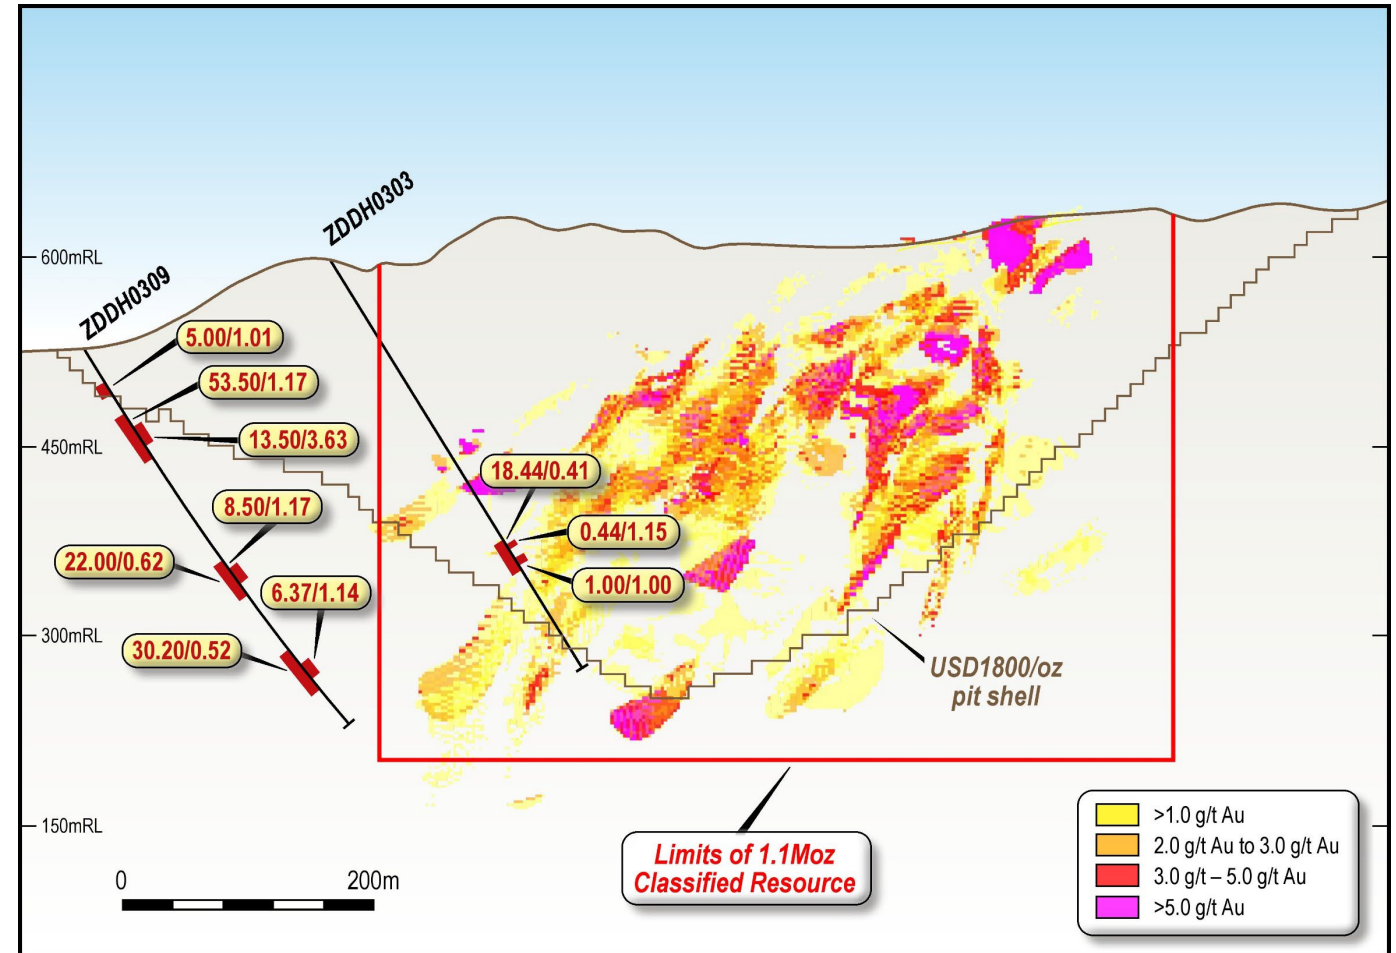 ZDDH0303
600mRL
ZDDH0309
5.00/1.01
53.50/1.17
13.50/3.63
450mRL
18.44/0.41
8.50/1.17
0.44/1.15
22.00/0.62
1.00/1.00
6.37/1.14
300mRL
30.20/0.52
USD1800/oz
pit shell
150mRL
Limits of 1.1Moz
Classified Resource
0
200m
>1.0 g/t Au
2.0 g/t Au to 3.0 g/t Au
3.0 g/t – 5.0 g/t Au
>5.0 g/t Au